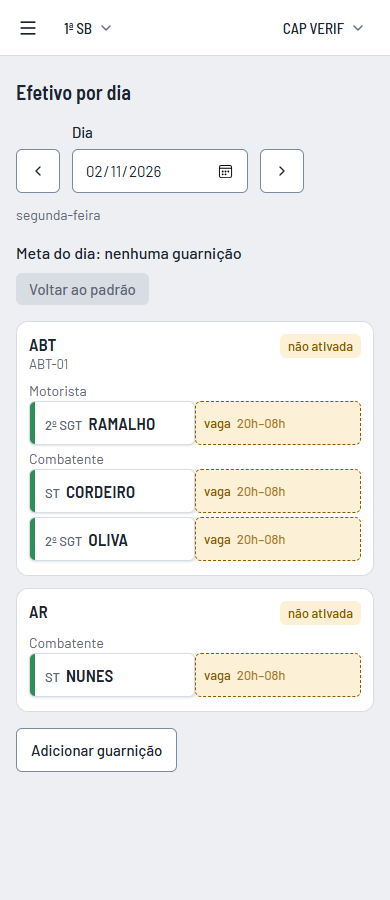 1ª SB
CAP VERIF
Efetivo por dia
Dia
02/11/2026
segunda-feira
Meta do dia: nenhuma guarnição
Voltar ao padrão
ABT
não ativada
ABT-01
Motorista
2º SGT RAMALHO
vaga 20h–08h
Combatente
ST CORDEIRO
vaga 20h–08h
2º SGT OLIVA
vaga 20h–08h
AR
não ativada
Combatente
ST NUNES
vaga 20h–08h
Adicionar guarnição